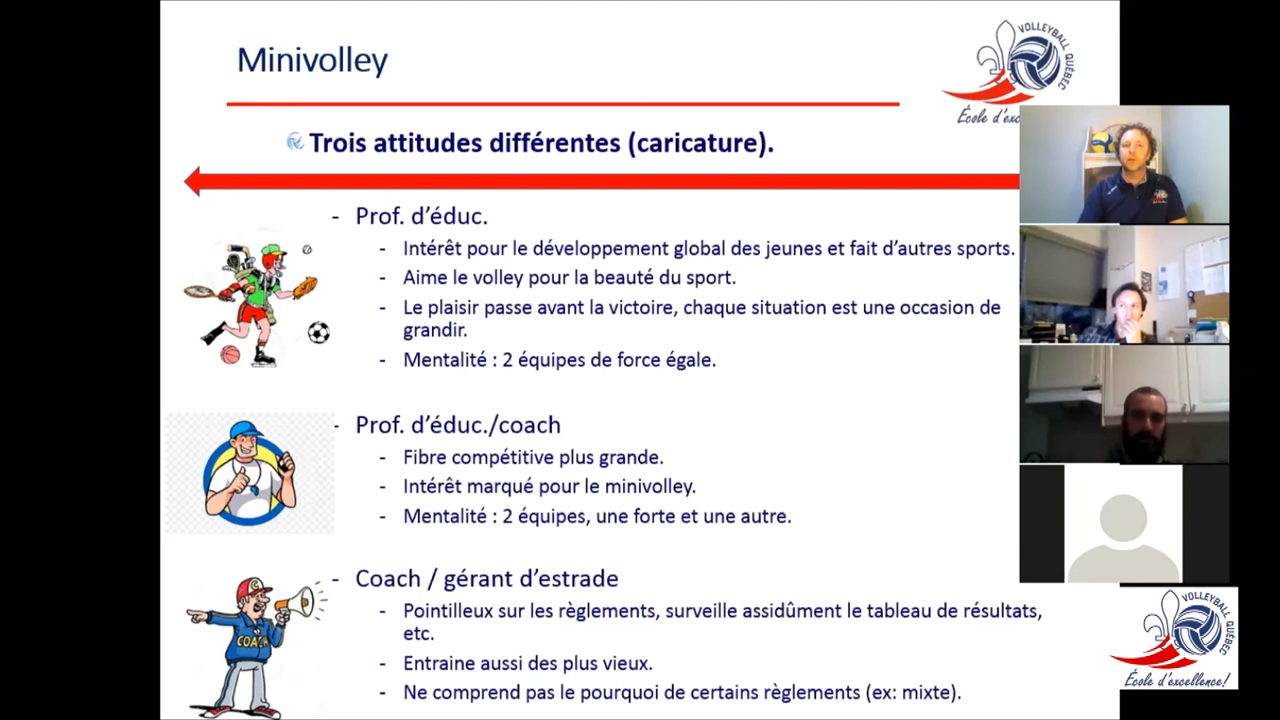 Minivolley
VOLLEYBALL QUÉBEC
École d'exc
Trois attitudes différentes (caricature).
- Prof. d'éduc.
- Intérêt pour le développement global des jeunes et fait d'autres sports.
- Aime le volley pour la beauté du sport.
- Le plaisir passe avant la victoire, chaque situation est une occasion de
grandir.
- Mentalité : 2 équipes de force égale.
- Prof. d'éduc./coach
- Fibre compétitive plus grande.
- Intérêt marqué pour le minivolley.
- Mentalité : 2 équipes, une forte et une autre.
- Coach / gérant d'estrade
- Pointilleux sur les règlements, surveille assidûment le tableau de résultats,
etc.
- Entraine aussi des plus vieux.
- Ne comprend pas le pourquoi de certains règlements (ex: mixte).
C
COACH
VOLLEYBALL QUÉBEC
École d'excellence!